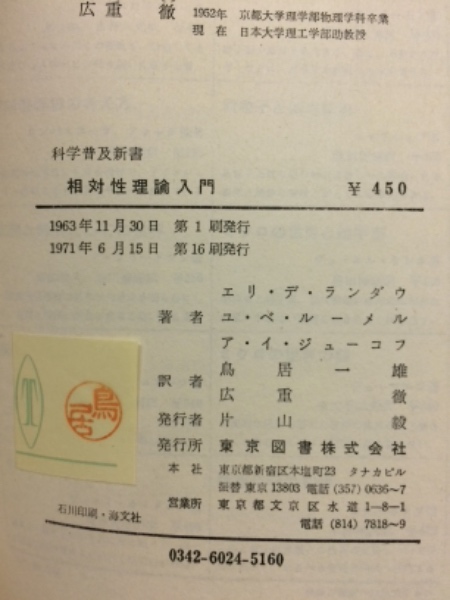 広重　徹　1952年　京都大学理学部物理学科卒業
現　在　日本大学理工学部助教授
科学普及新書
相対性理論入門　￥450
1963年11月30日　第1刷発行
1971年6月15日　第16刷発行
エリ・デ・ランダウ
著者　ユ・ベ・ルーメル
ア・イ・ジューコフ
訳者　鳥居一雄
広重　徹
発行者　片山　毅
発行所　東京図書株式会社
本社　東京都新宿区本塩町23　タナカビル
振替東京13803　電話(357)0636〜7
営業所　東京都文京区水道1-8-1
電話(814)7818〜9
T
鳥居
石川印刷・海文社
0342-6024-5160